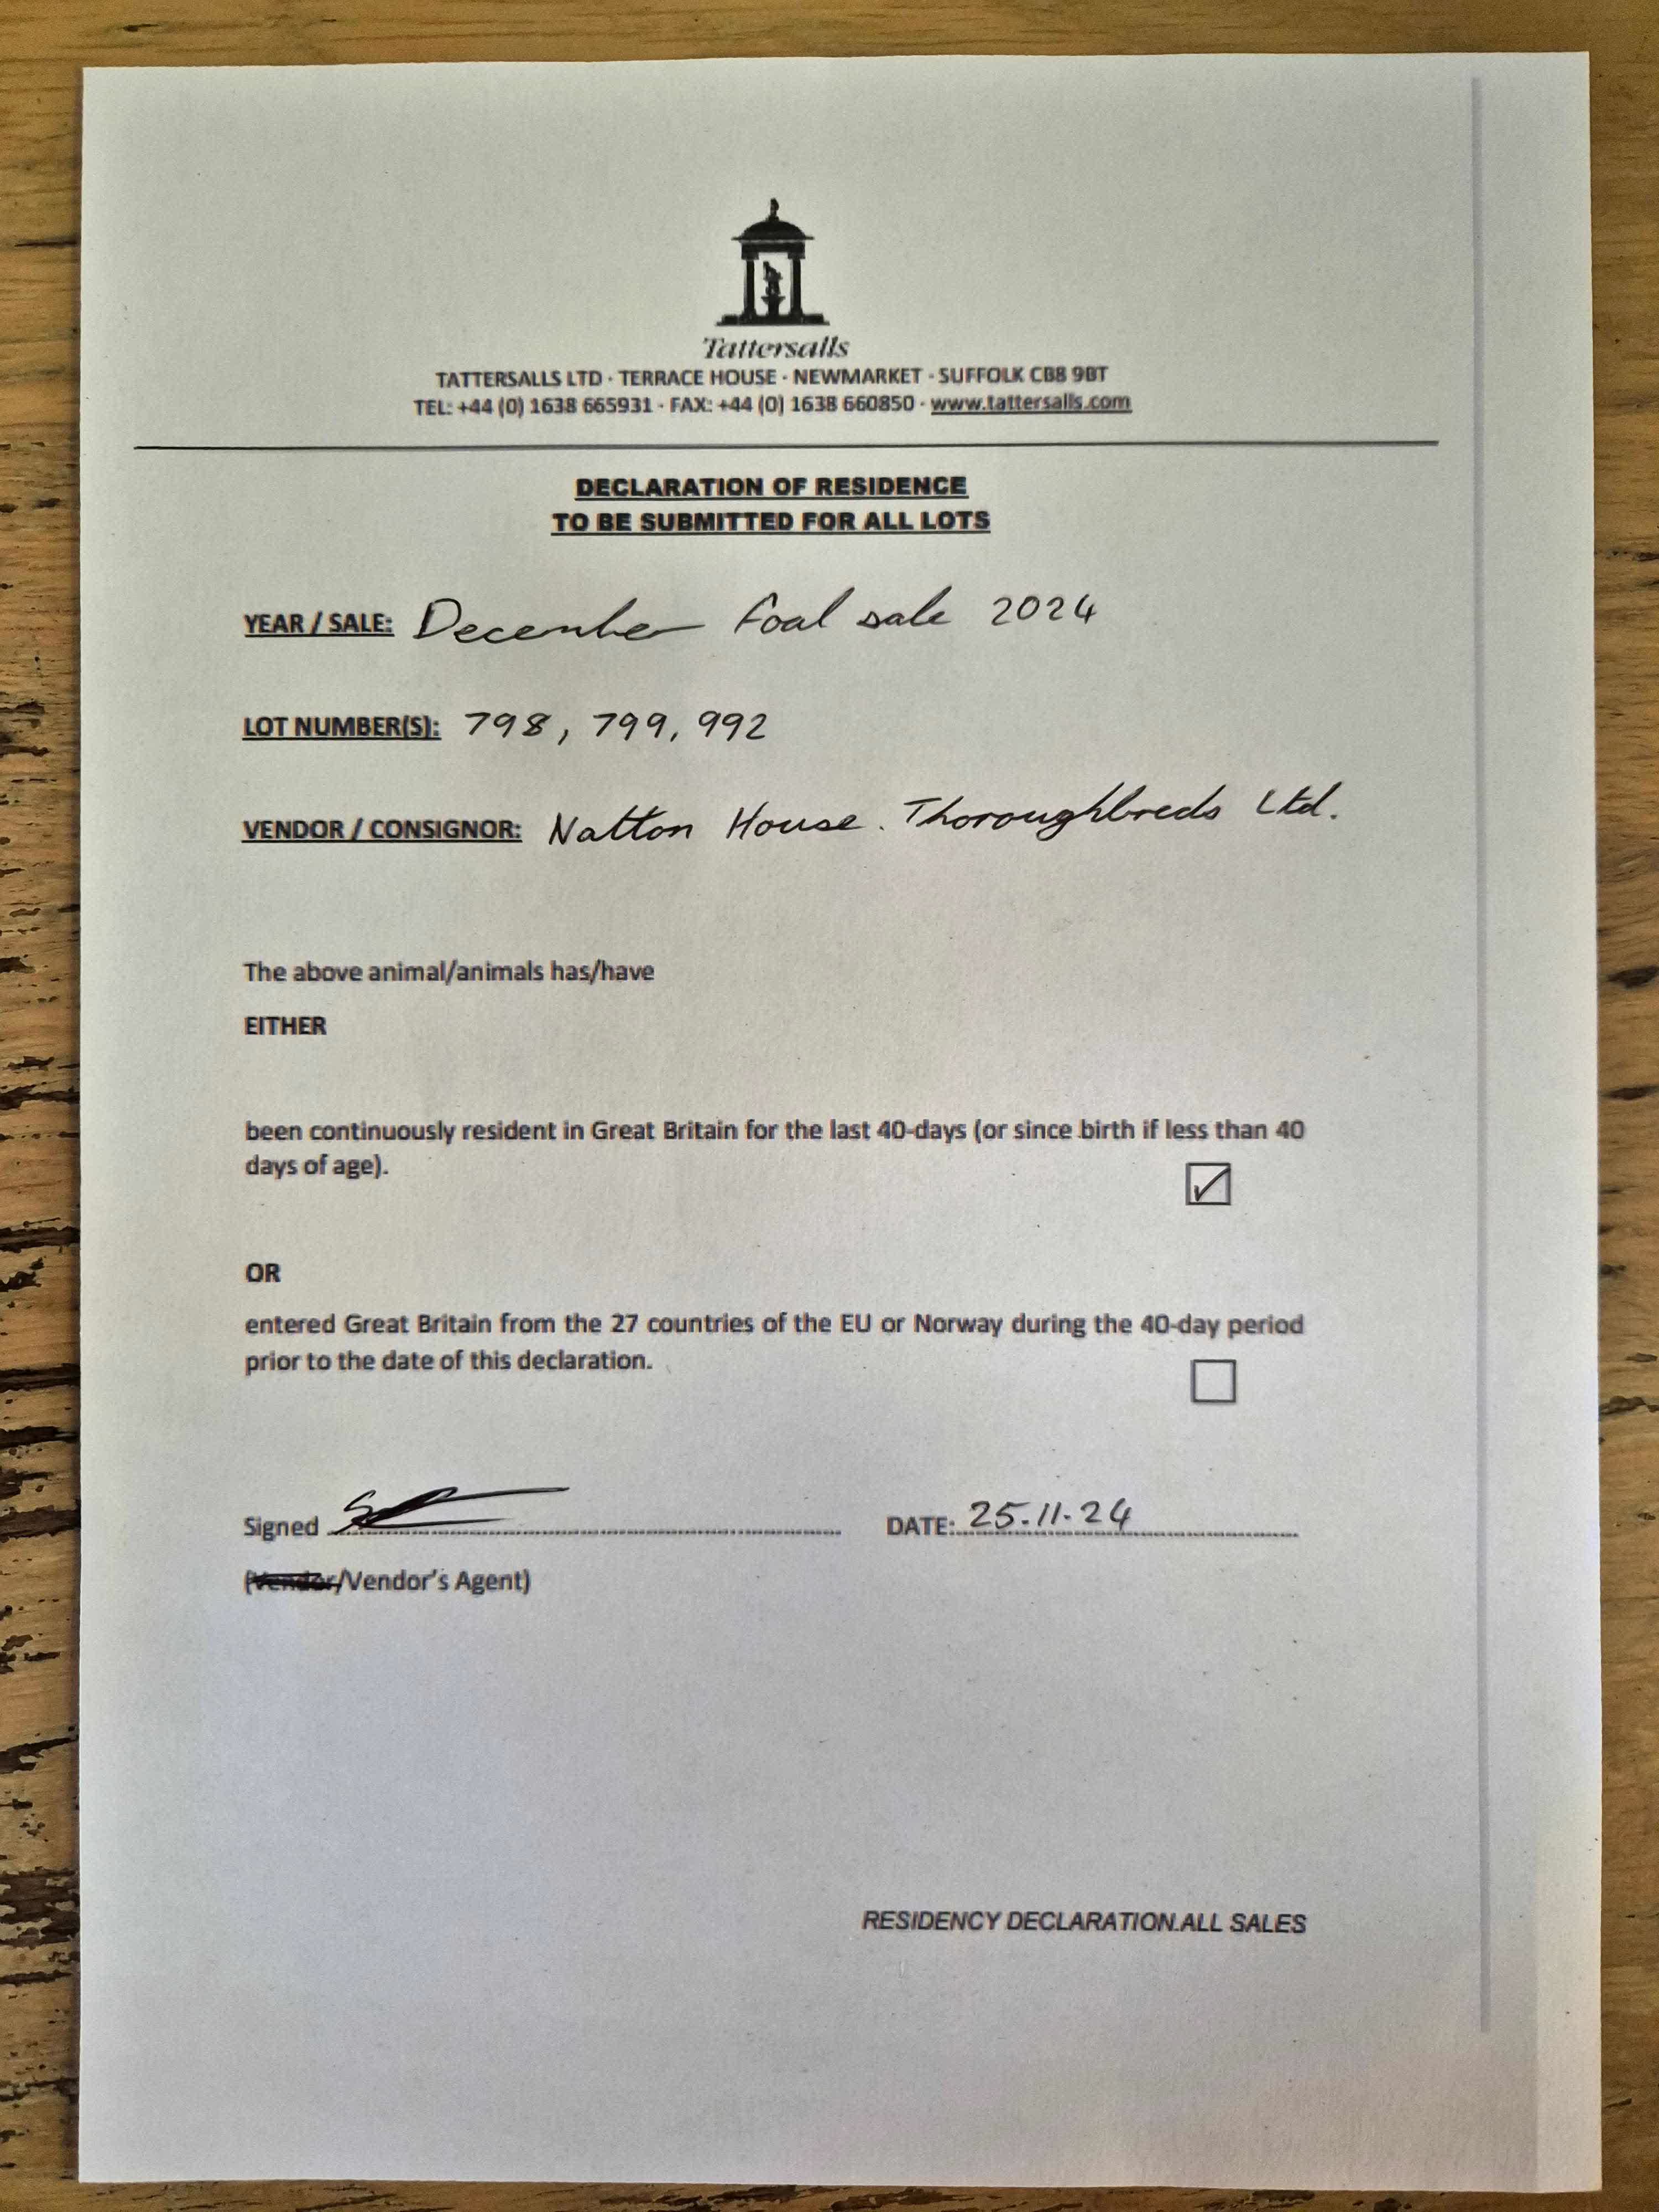 Tattersalls
TATTERSALLS LTD · TERRACE HOUSE · NEWMARKET · SUFFOLK CB8 9BT
TEL: +44 (0) 1638 665931 · FAX: +44 (0) 1638 660850 · www.tattersalls.com
DECLARATION OF RESIDENCE
TO BE SUBMITTED FOR ALL LOTS
YEAR / SALE: December foal sale 2024
LOT NUMBER(S): 798, 799, 992
VENDOR / CONSIGNOR: Natton House. Thoroughbreds Ltd.
The above animal/animals has/have
EITHER
been continuously resident in Great Britain for the last 40-days (or since birth if less than 40
days of age).
OR
entered Great Britain from the 27 countries of the EU or Norway during the 40-day period
prior to the date of this declaration.
Signed DATE: 25.11.24
(Vendor/Vendor's Agent)
RESIDENCY DECLARATION.ALL SALES